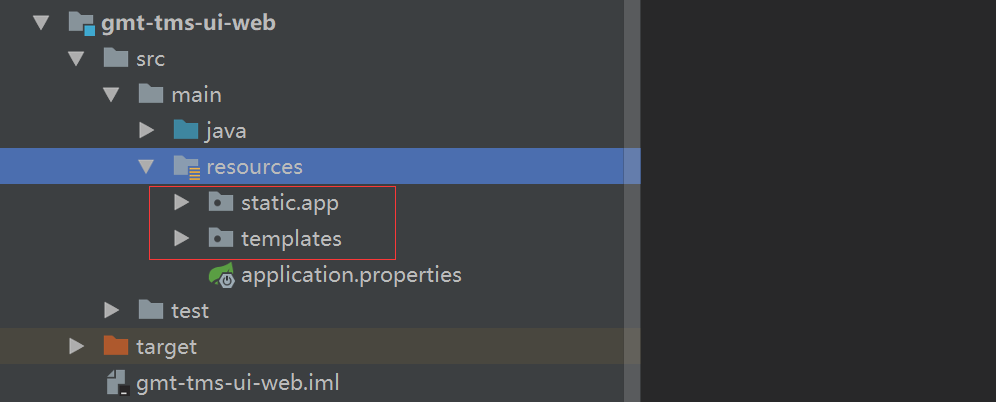 gmt-tms-ui-web
src
main
java
resources
static.app
templates
application.properties
test
target
gmt-tms-ui-web.iml